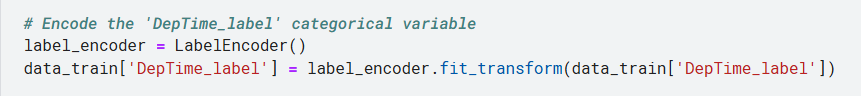 # Encode the 'DepTime_label' categorical variable
label_encoder = LabelEncoder()
data_train['DepTime_label'] = label_encoder.fit_transform(data_train['DepTime_label'])